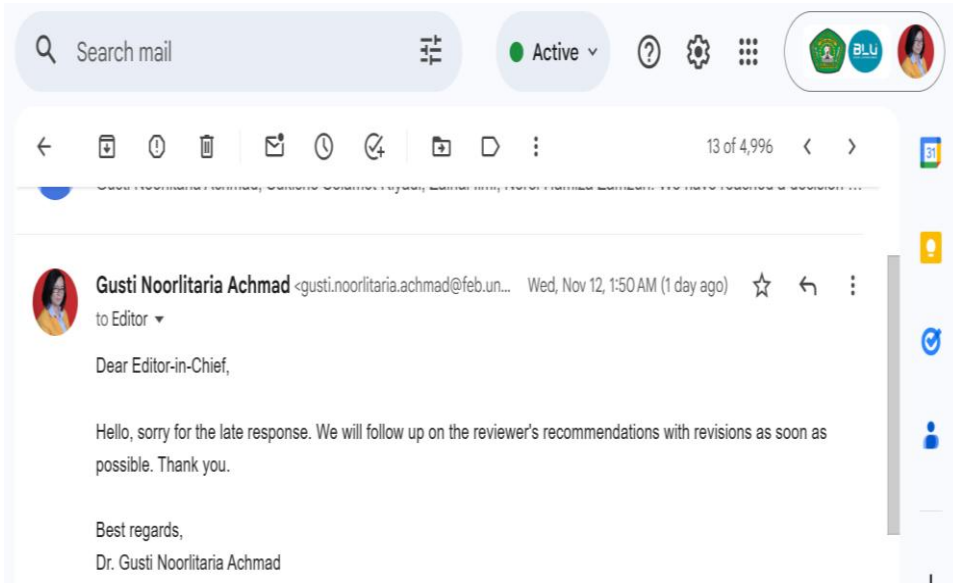 Search mail
Active
BLU
13 of 4,996
31
Gusti Noorlitaria Achmad <gusti.noorlitaria.achmad@feb.un... Wed, Nov 12, 1:50 AM (1 day ago)
to Editor
Dear Editor-in-Chief,
Hello, sorry for the late response. We will follow up on the reviewer's recommendations with revisions as soon as
possible. Thank you.
Best regards,
Dr. Gusti Noorlitaria Achmad